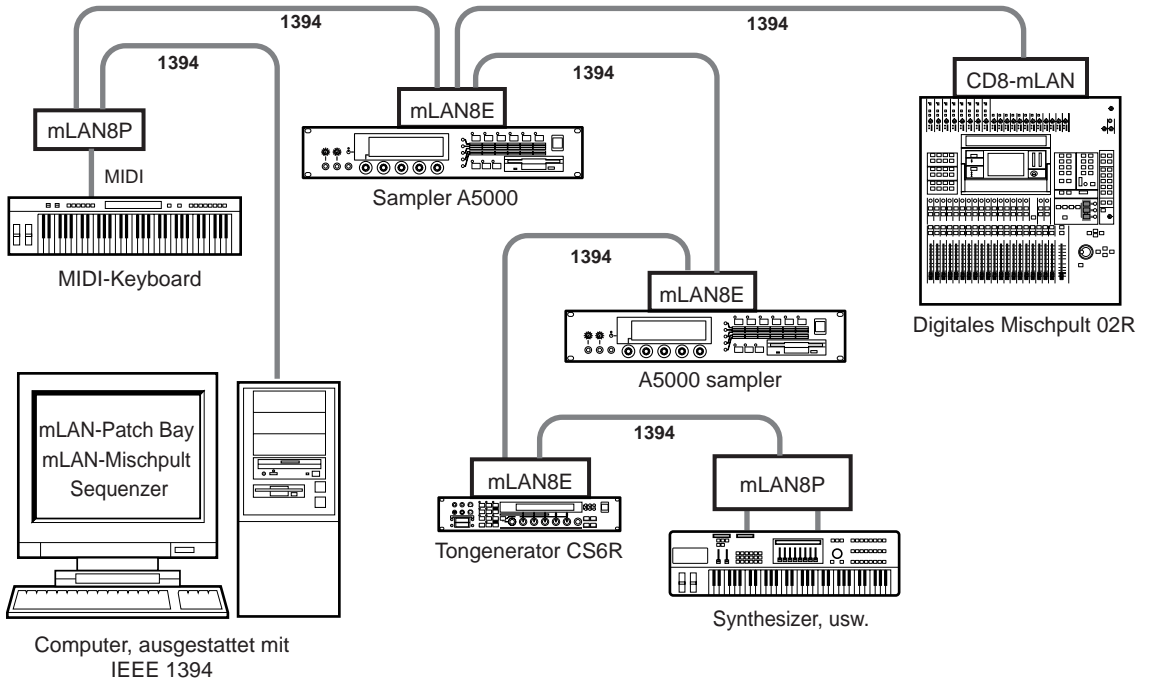 1394
1394
1394
1394
mLAN8P
mLAN8E
CD8-mLAN
MIDI
Sampler A5000
MIDI-Keyboard
1394
mLAN8E
Digitales Mischpult 02R
A5000 sampler
mLAN-Patch Bay
mLAN-Mischpult
Sequenzer
1394
mLAN8E
mLAN8P
Tongenerator CS6R
Synthesizer, usw.
Computer, ausgestattet mit
IEEE 1394